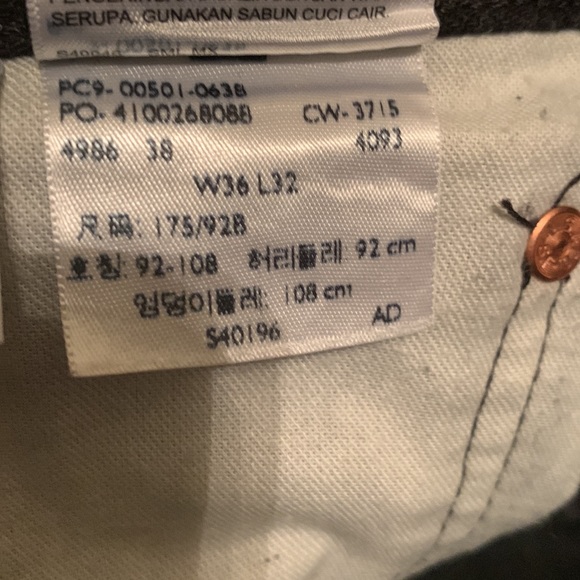 SERUPA, GUNAKAN SABUN CUCI CAIR.
PC9- 00501-0638
PO- 4100268088 CW- 3715
4986 38 4093
W36 L32
尺 码: 175/92B
호 칭: 92-108 허리둘레 92 cm
엉덩이둘레: 108 cm
S40196 AD